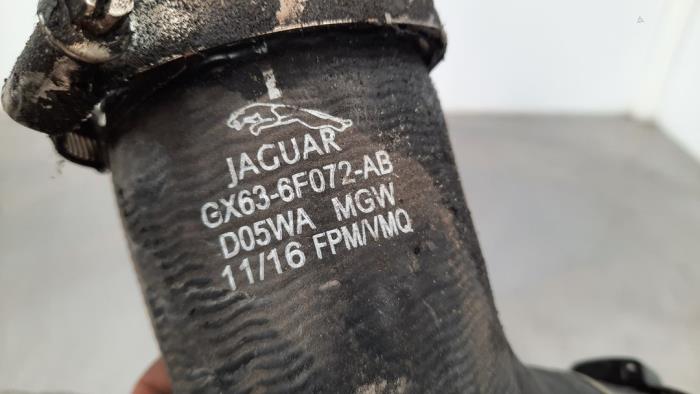 JAGUAR
GX63-6F072-AB
D05WA MGW
11/16 FPM/VMQ